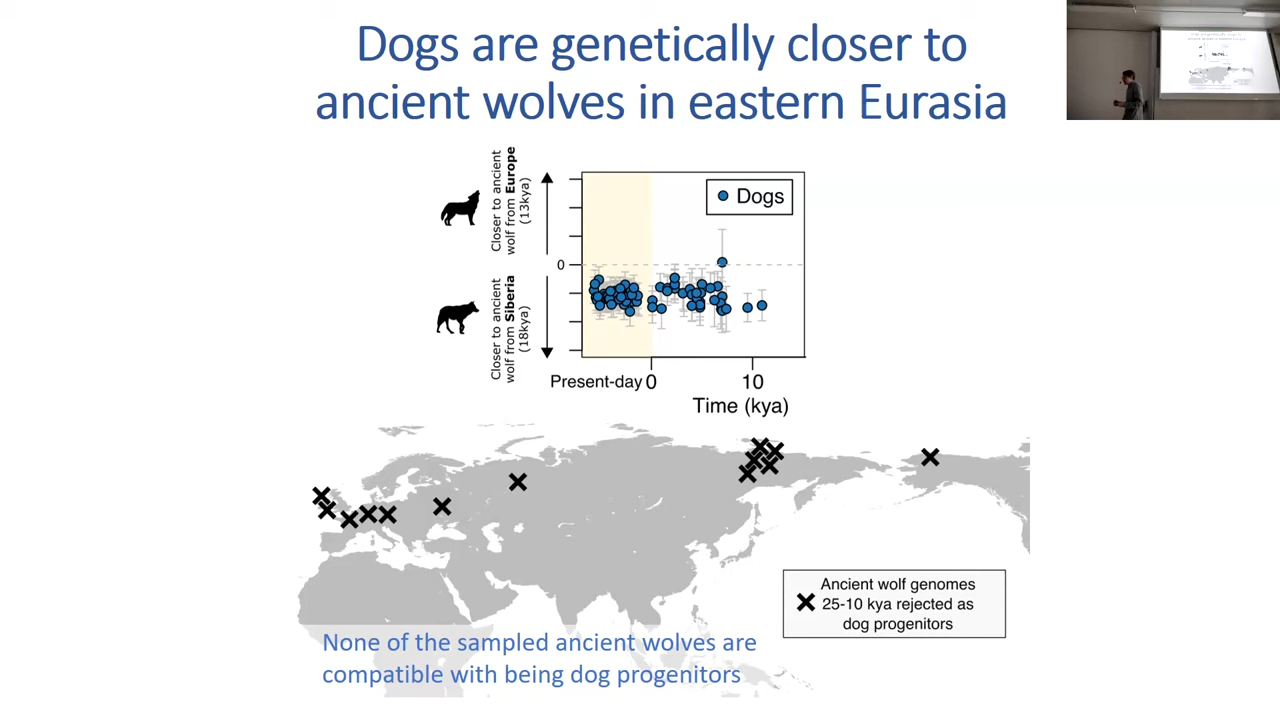 Dogs are genetically closer to
ancient wolves in eastern Eurasia
Closer to ancient
wolf from Europe
(13kya)
Closer to ancient
wolf from Siberia
(18kya)
Dogs
0
Present-day
0
10
Time (kya)
Ancient wolf genomes
25-10 kya rejected as
dog progenitors
None of the sampled ancient wolves are
compatible with being dog progenitors